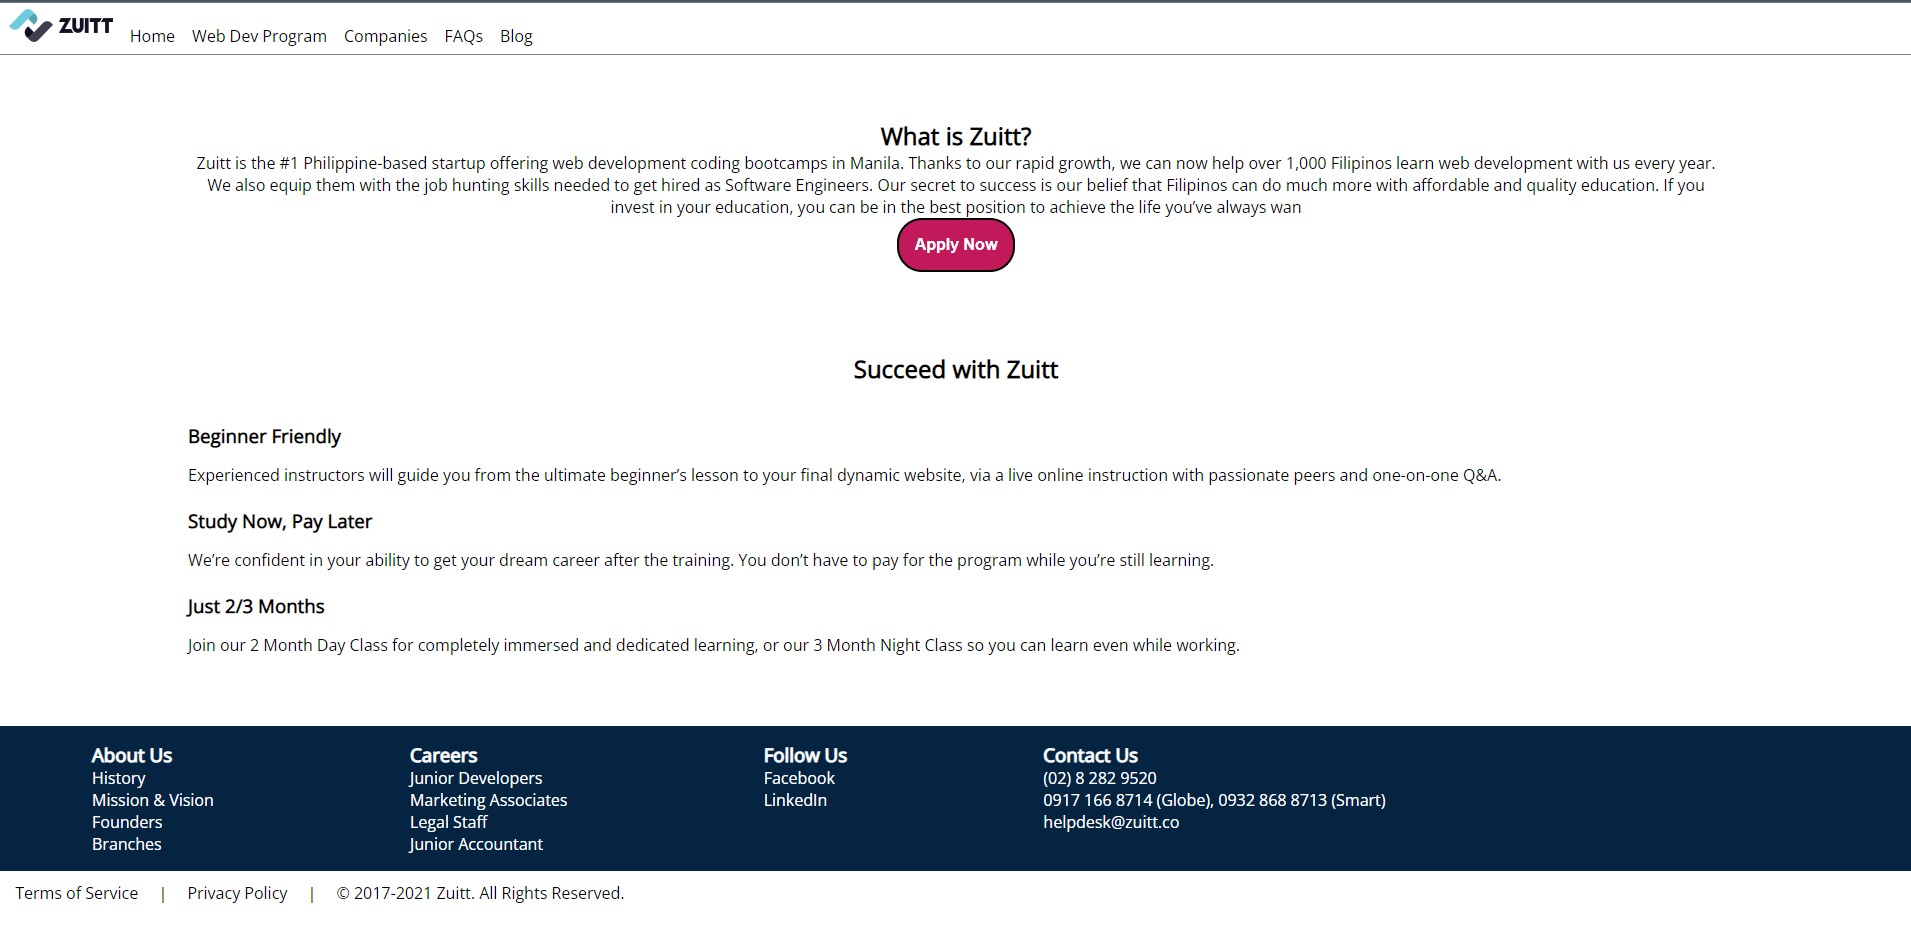 ZUITT Home Web Dev Program Companies FAQs Blog
What is Zuitt?
Zuitt is the #1 Philippine-based startup offering web development coding bootcamps in Manila. Thanks to our rapid growth, we can now help over 1,000 Filipinos learn web development with us every year.
We also equip them with the job hunting skills needed to get hired as Software Engineers. Our secret to success is our belief that Filipinos can do much more with affordable and quality education. If you
invest in your education, you can be in the best position to achieve the life you’ve always wan
Apply Now
Succeed with Zuitt
Beginner Friendly
Experienced instructors will guide you from the ultimate beginner’s lesson to your final dynamic website, via a live online instruction with passionate peers and one-on-one Q&A.
Study Now, Pay Later
We’re confident in your ability to get your dream career after the training. You don’t have to pay for the program while you’re still learning.
Just 2/3 Months
Join our 2 Month Day Class for completely immersed and dedicated learning, or our 3 Month Night Class so you can learn even while working.
About Us
History
Mission & Vision
Founders
Branches
Careers
Junior Developers
Marketing Associates
Legal Staff
Junior Accountant
Follow Us
Facebook
LinkedIn
Contact Us
(02) 8 282 9520
0917 166 8714 (Globe), 0932 868 8713 (Smart)
helpdesk@zuitt.co
Terms of Service | Privacy Policy | © 2017-2021 Zuitt. All Rights Reserved.